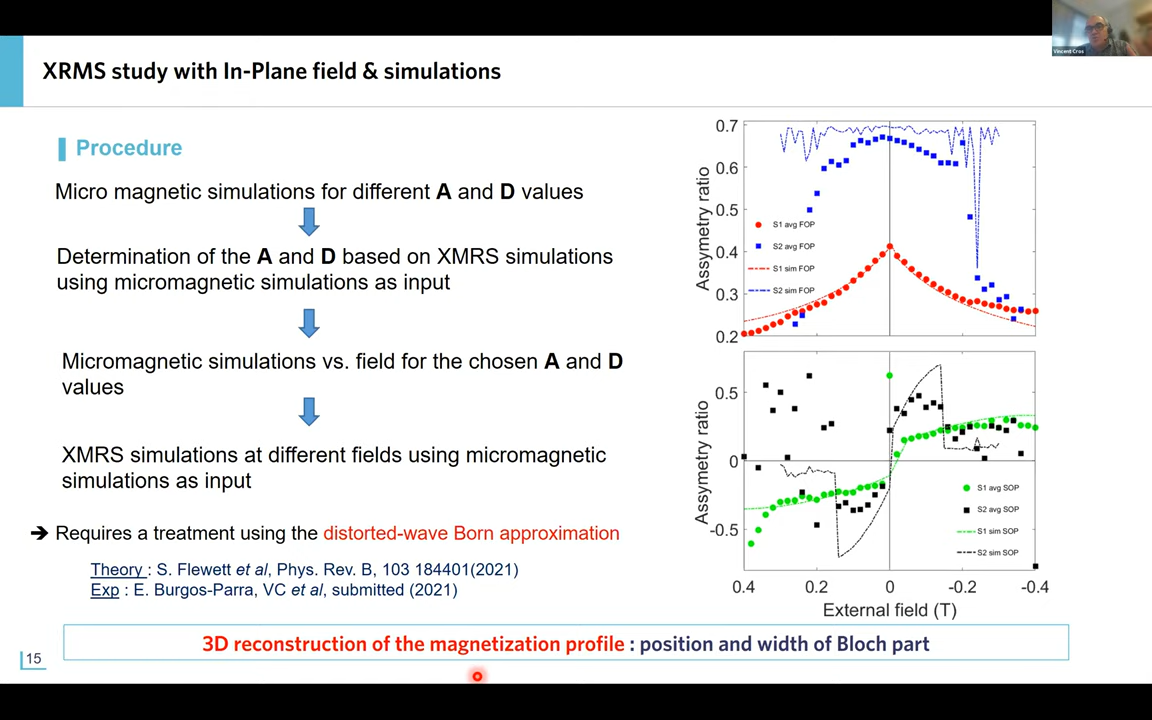 Vincent Cros
XRMS study with In-Plane field & simulations
Procedure
Micro magnetic simulations for different A and D values
Determination of the A and D based on XMRS simulations
using micromagnetic simulations as input
Micromagnetic simulations vs. field for the chosen A and D
values
XMRS simulations at different fields using micromagnetic
simulations as input
➔ Requires a treatment using the distorted-wave Born approximation
Theory : S. Flewett et al, Phys. Rev. B, 103 184401(2021)
Exp : E. Burgos-Parra, VC et al, submitted (2021)
0.7
0.6
0.5
0.4
0.3
0.2
Assymetry ratio
S1 avg FOP
S2 avg FOP
S1 sim FOP
S2 sim FOP
0.5
0
-0.5
Assymetry ratio
S1 avg SOP
S2 avg SOP
S1 sim SOP
S2 sim SOP
0.4 0.2 0 -0.2 -0.4
External field (T)
3D reconstruction of the magnetization profile : position and width of Bloch part
15